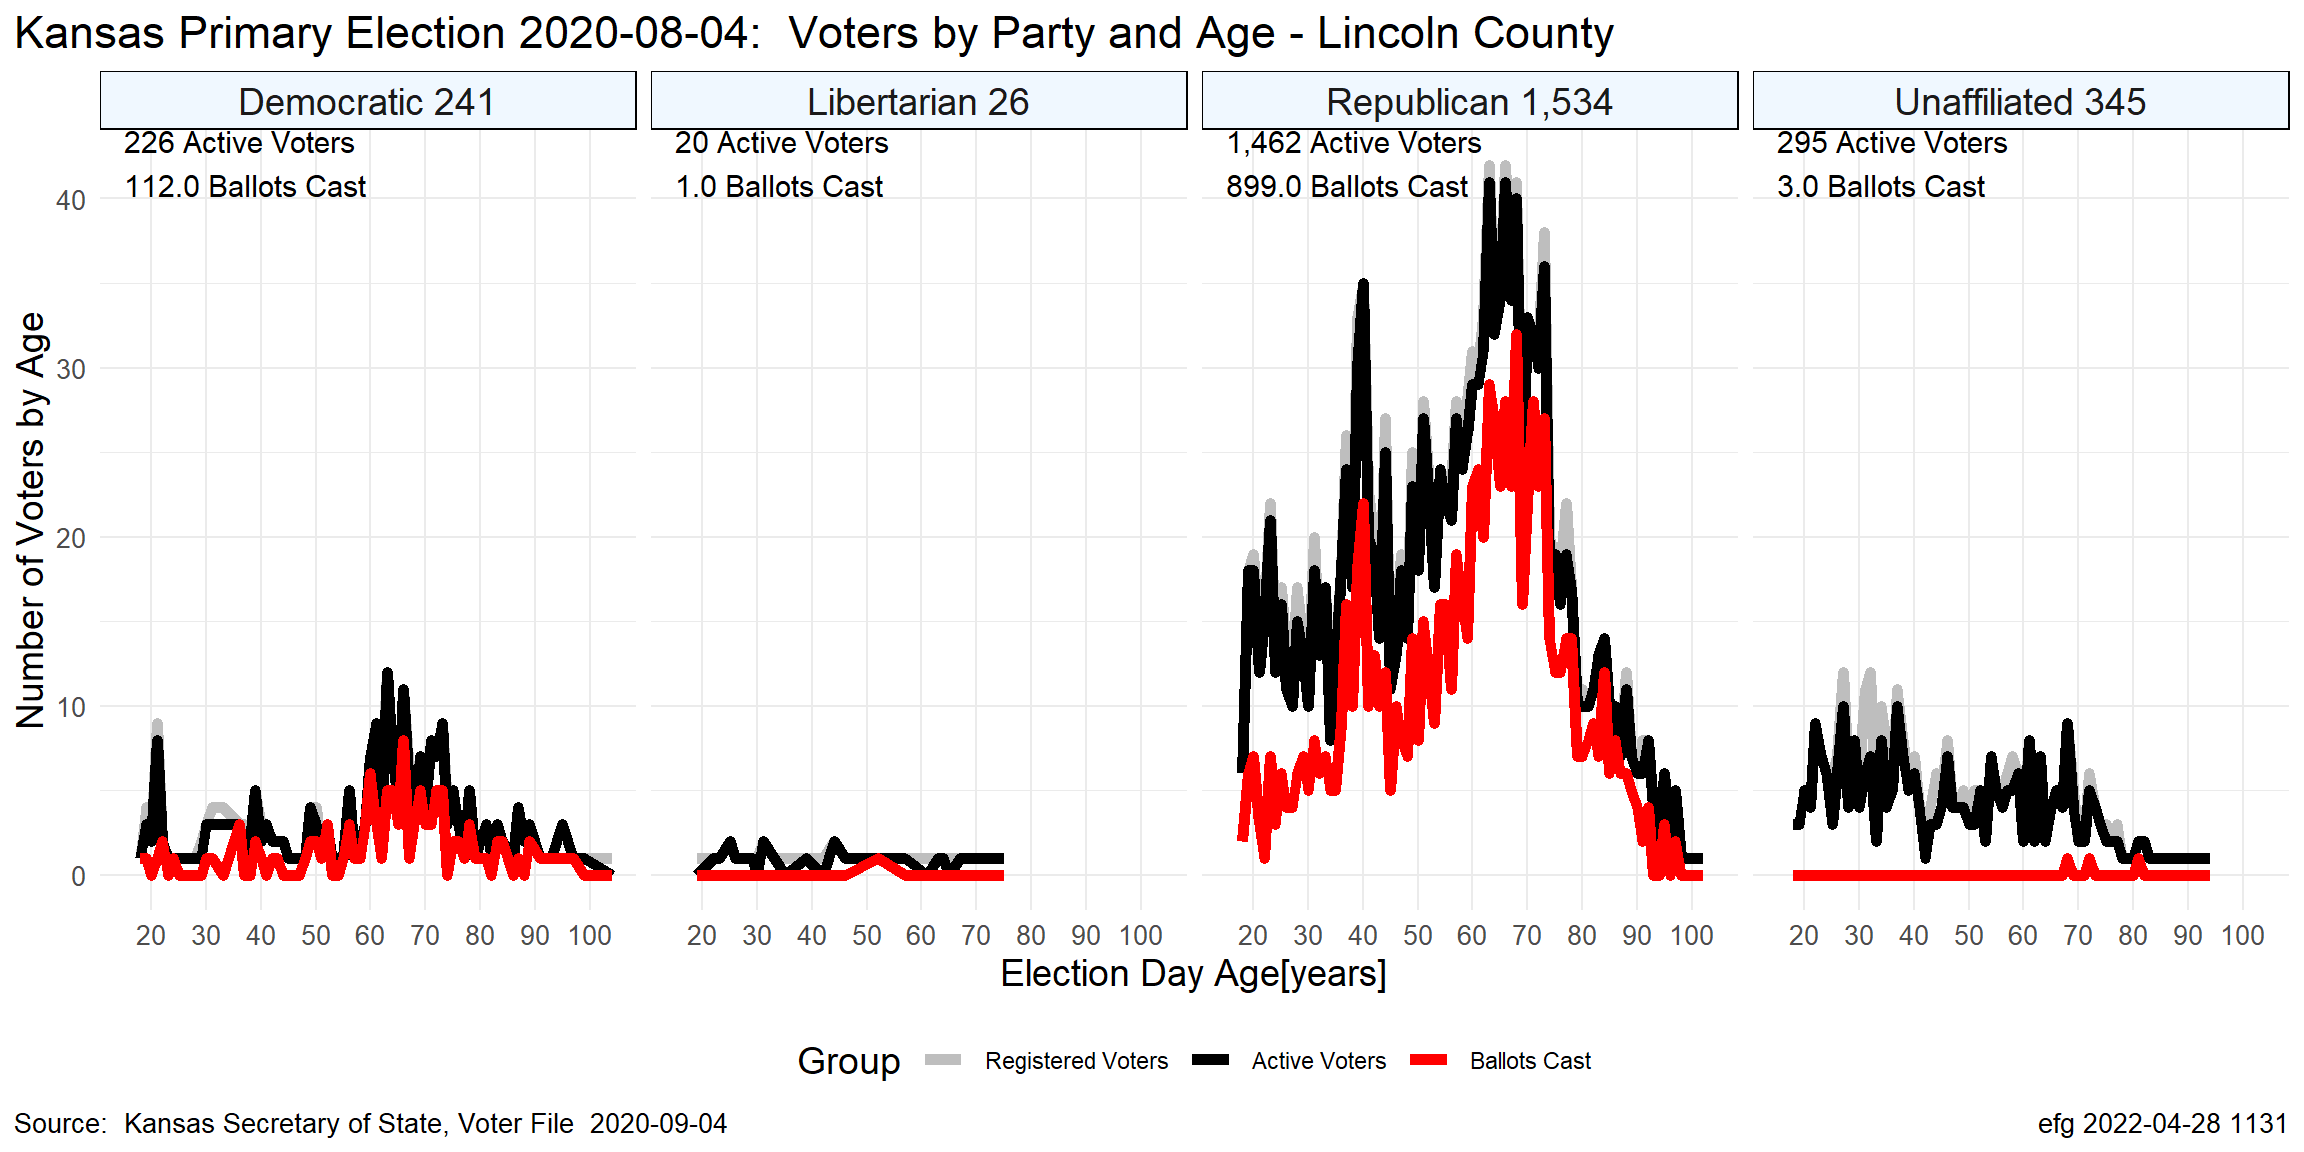 Kansas Primary Election 2020-08-04:  Voters by Party and Age - Lincoln County
Democratic 241
Libertarian 26
Republican 1,534
Unaffiliated 345
226 Active Voters
112.0 Ballots Cast
20 Active Voters
1.0 Ballots Cast
1,462 Active Voters
899.0 Ballots Cast
295 Active Voters
3.0 Ballots Cast
Number of Voters by Age
40
30
20
10
0
20 30 40 50 60 70 80 90 100
20 30 40 50 60 70 80 90 100
20 30 40 50 60 70 80 90 100
20 30 40 50 60 70 80 90 100
Election Day Age[years]
Group Registered Voters Active Voters Ballots Cast
Source:  Kansas Secretary of State, Voter File  2020-09-04
efg 2022-04-28 1131